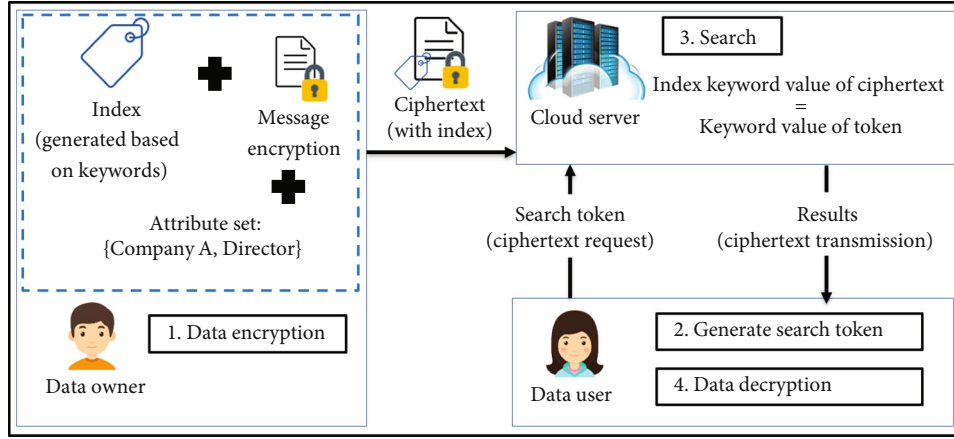 Index
(generated based
on keywords)
Message
encryption
Attribute set:
{Company A, Director}
1. Data encryption
Data owner
Ciphertext
(with index)
Cloud server
3. Search
Index keyword value of ciphertext
=
Keyword value of token
Search token
(ciphertext request)
Results
(ciphertext transmission)
Data user
2. Generate search token
4. Data decryption